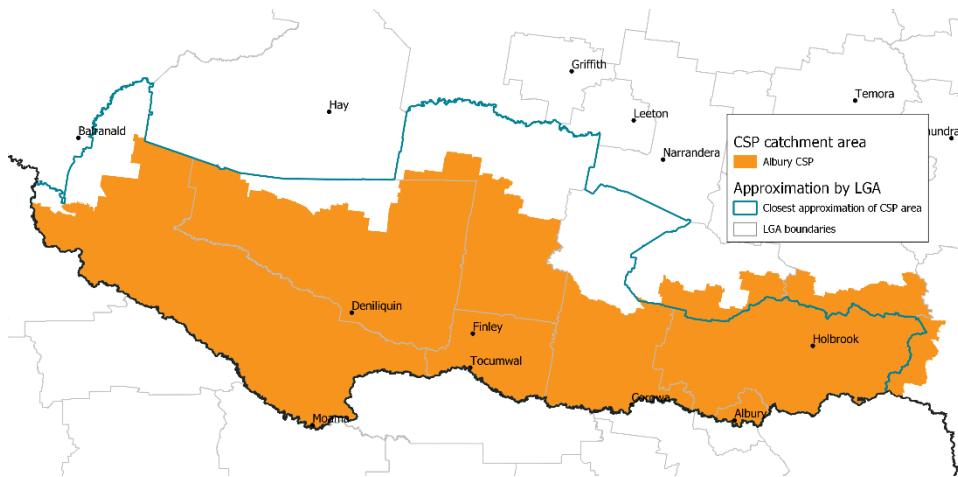 Griffith
Temora
Hay
Leeton
Balranald
undra
Narrandera
CSP catchment area
Albury CSP
Approximation by LGA
Closest approximation of CSP area
LGA boundaries
Deniliquin
Finley
Holbrook
Tocumwal
Corowa
Albury
Moama